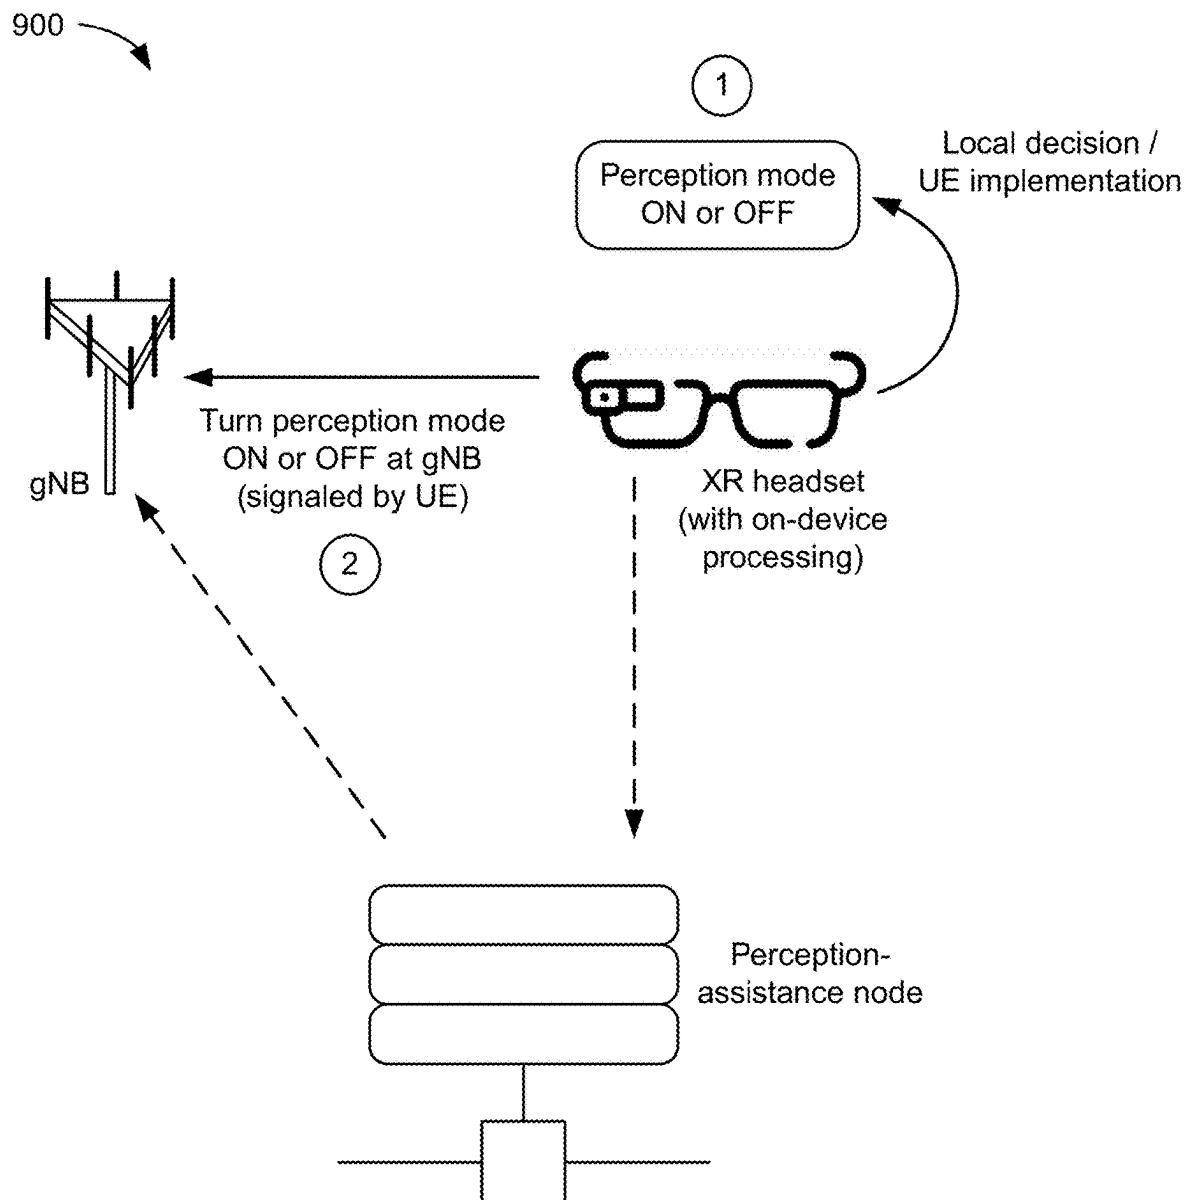 900
1
Perception mode
ON or OFF
Local decision /
UE implementation
Turn perception mode
ON or OFF at gNB
(signaled by UE)
2
gNB
XR headset
(with on-device
processing)
Perception-
assistance node